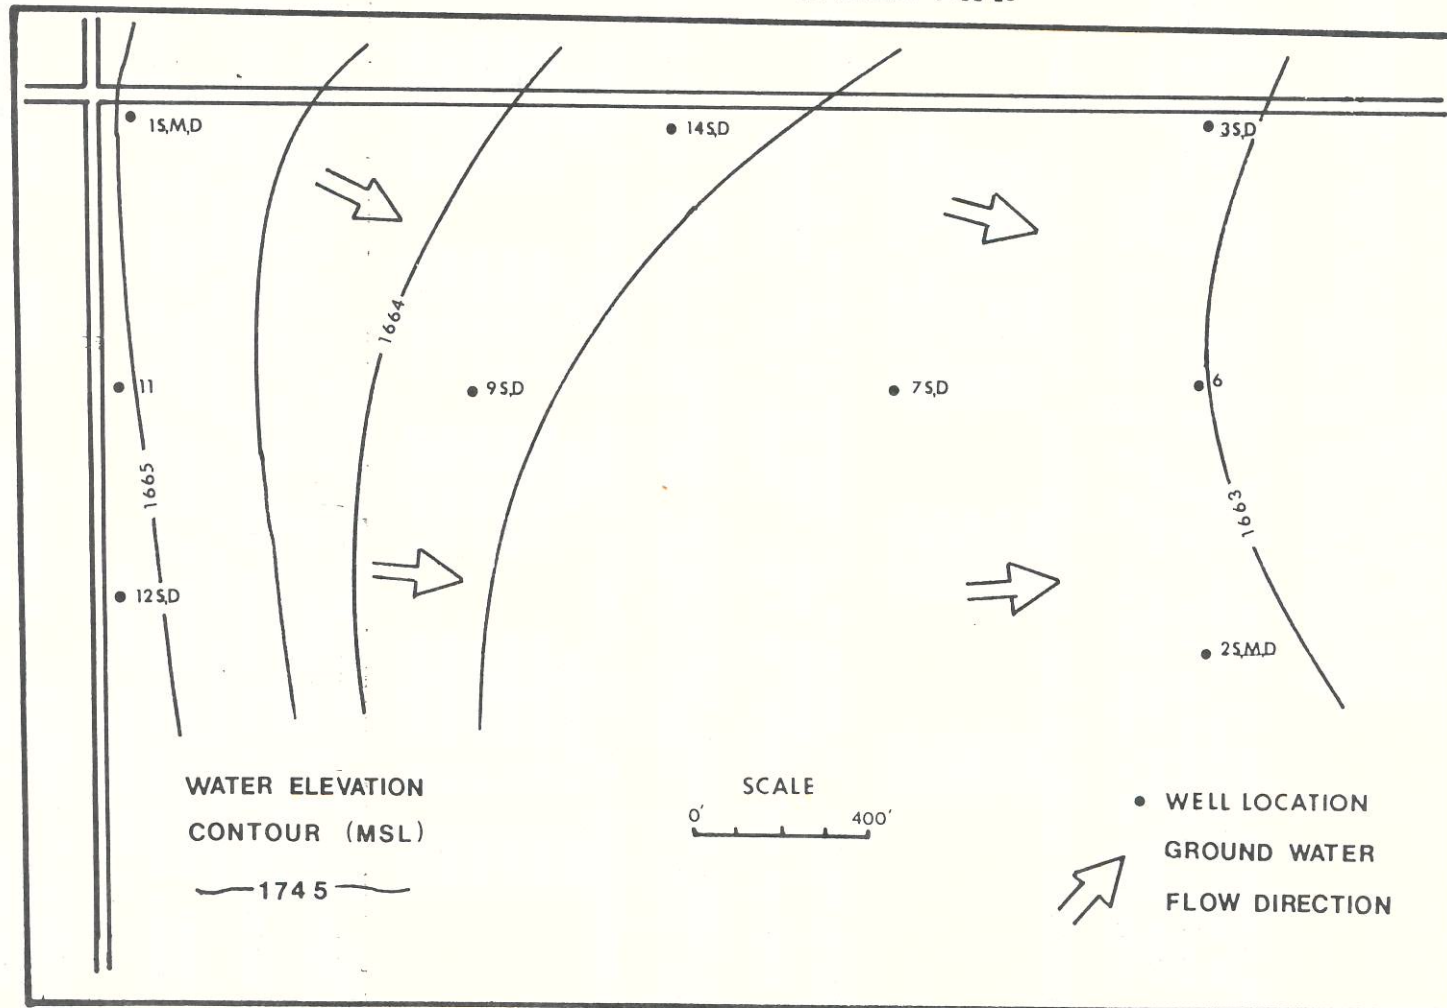 1S,M,D
14S,D
3S,D
1664
11
9S,D
7S,D
6
1665
1663
12S,D
2S,M,D
WATER ELEVATION
CONTOUR (MSL)
1745
SCALE
0' 400'
WELL LOCATION
GROUND WATER
FLOW DIRECTION